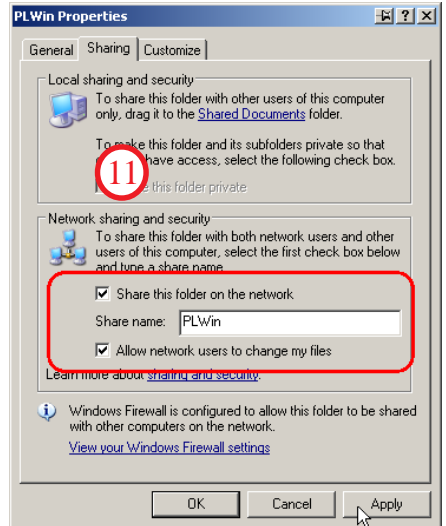 PLWin Properties
General Sharing Customize
Local sharing and security
To share this folder with other users of this computer
only, drag it to the Shared Documents folder.
To make this folder and its subfolders private so that
have access, select the following check box.
11
this folder private
Network sharing and security
To share this folder with both network users and other
users of this computer, select the first check box below
and type a share name.
Share this folder on the network
Share name: PLWin
Allow network users to change my files
Learn more about sharing and security.
Windows Firewall is configured to allow this folder to be shared
with other computers on the network.
View your Windows Firewall settings
OK Cancel Apply